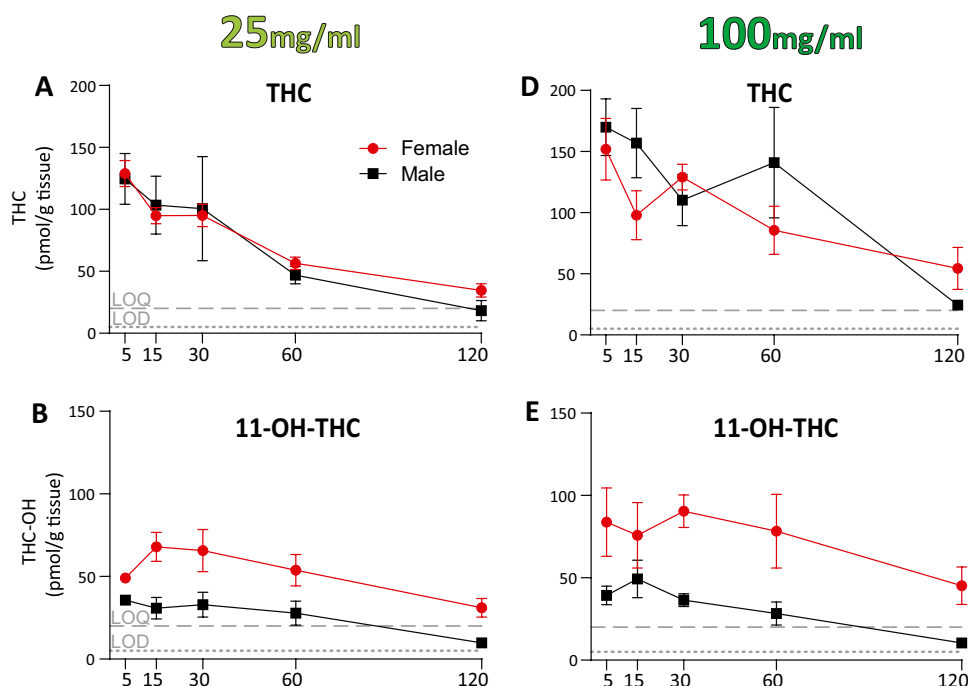 25mg/ml
100mg/ml
A
THC
200
150
100
50
0
THC
(pmol/g tissue)
Female
Male
LOQ
LOD
5 15 30 60 120
D
THC
200
150
100
50
0
5 15 30 60 120
B
11-OH-THC
150
100
50
0
THC-OH
(pmol/g tissue)
LOQ
LOD
5 15 30 60 120
E
11-OH-THC
150
100
50
0
5 15 30 60 120